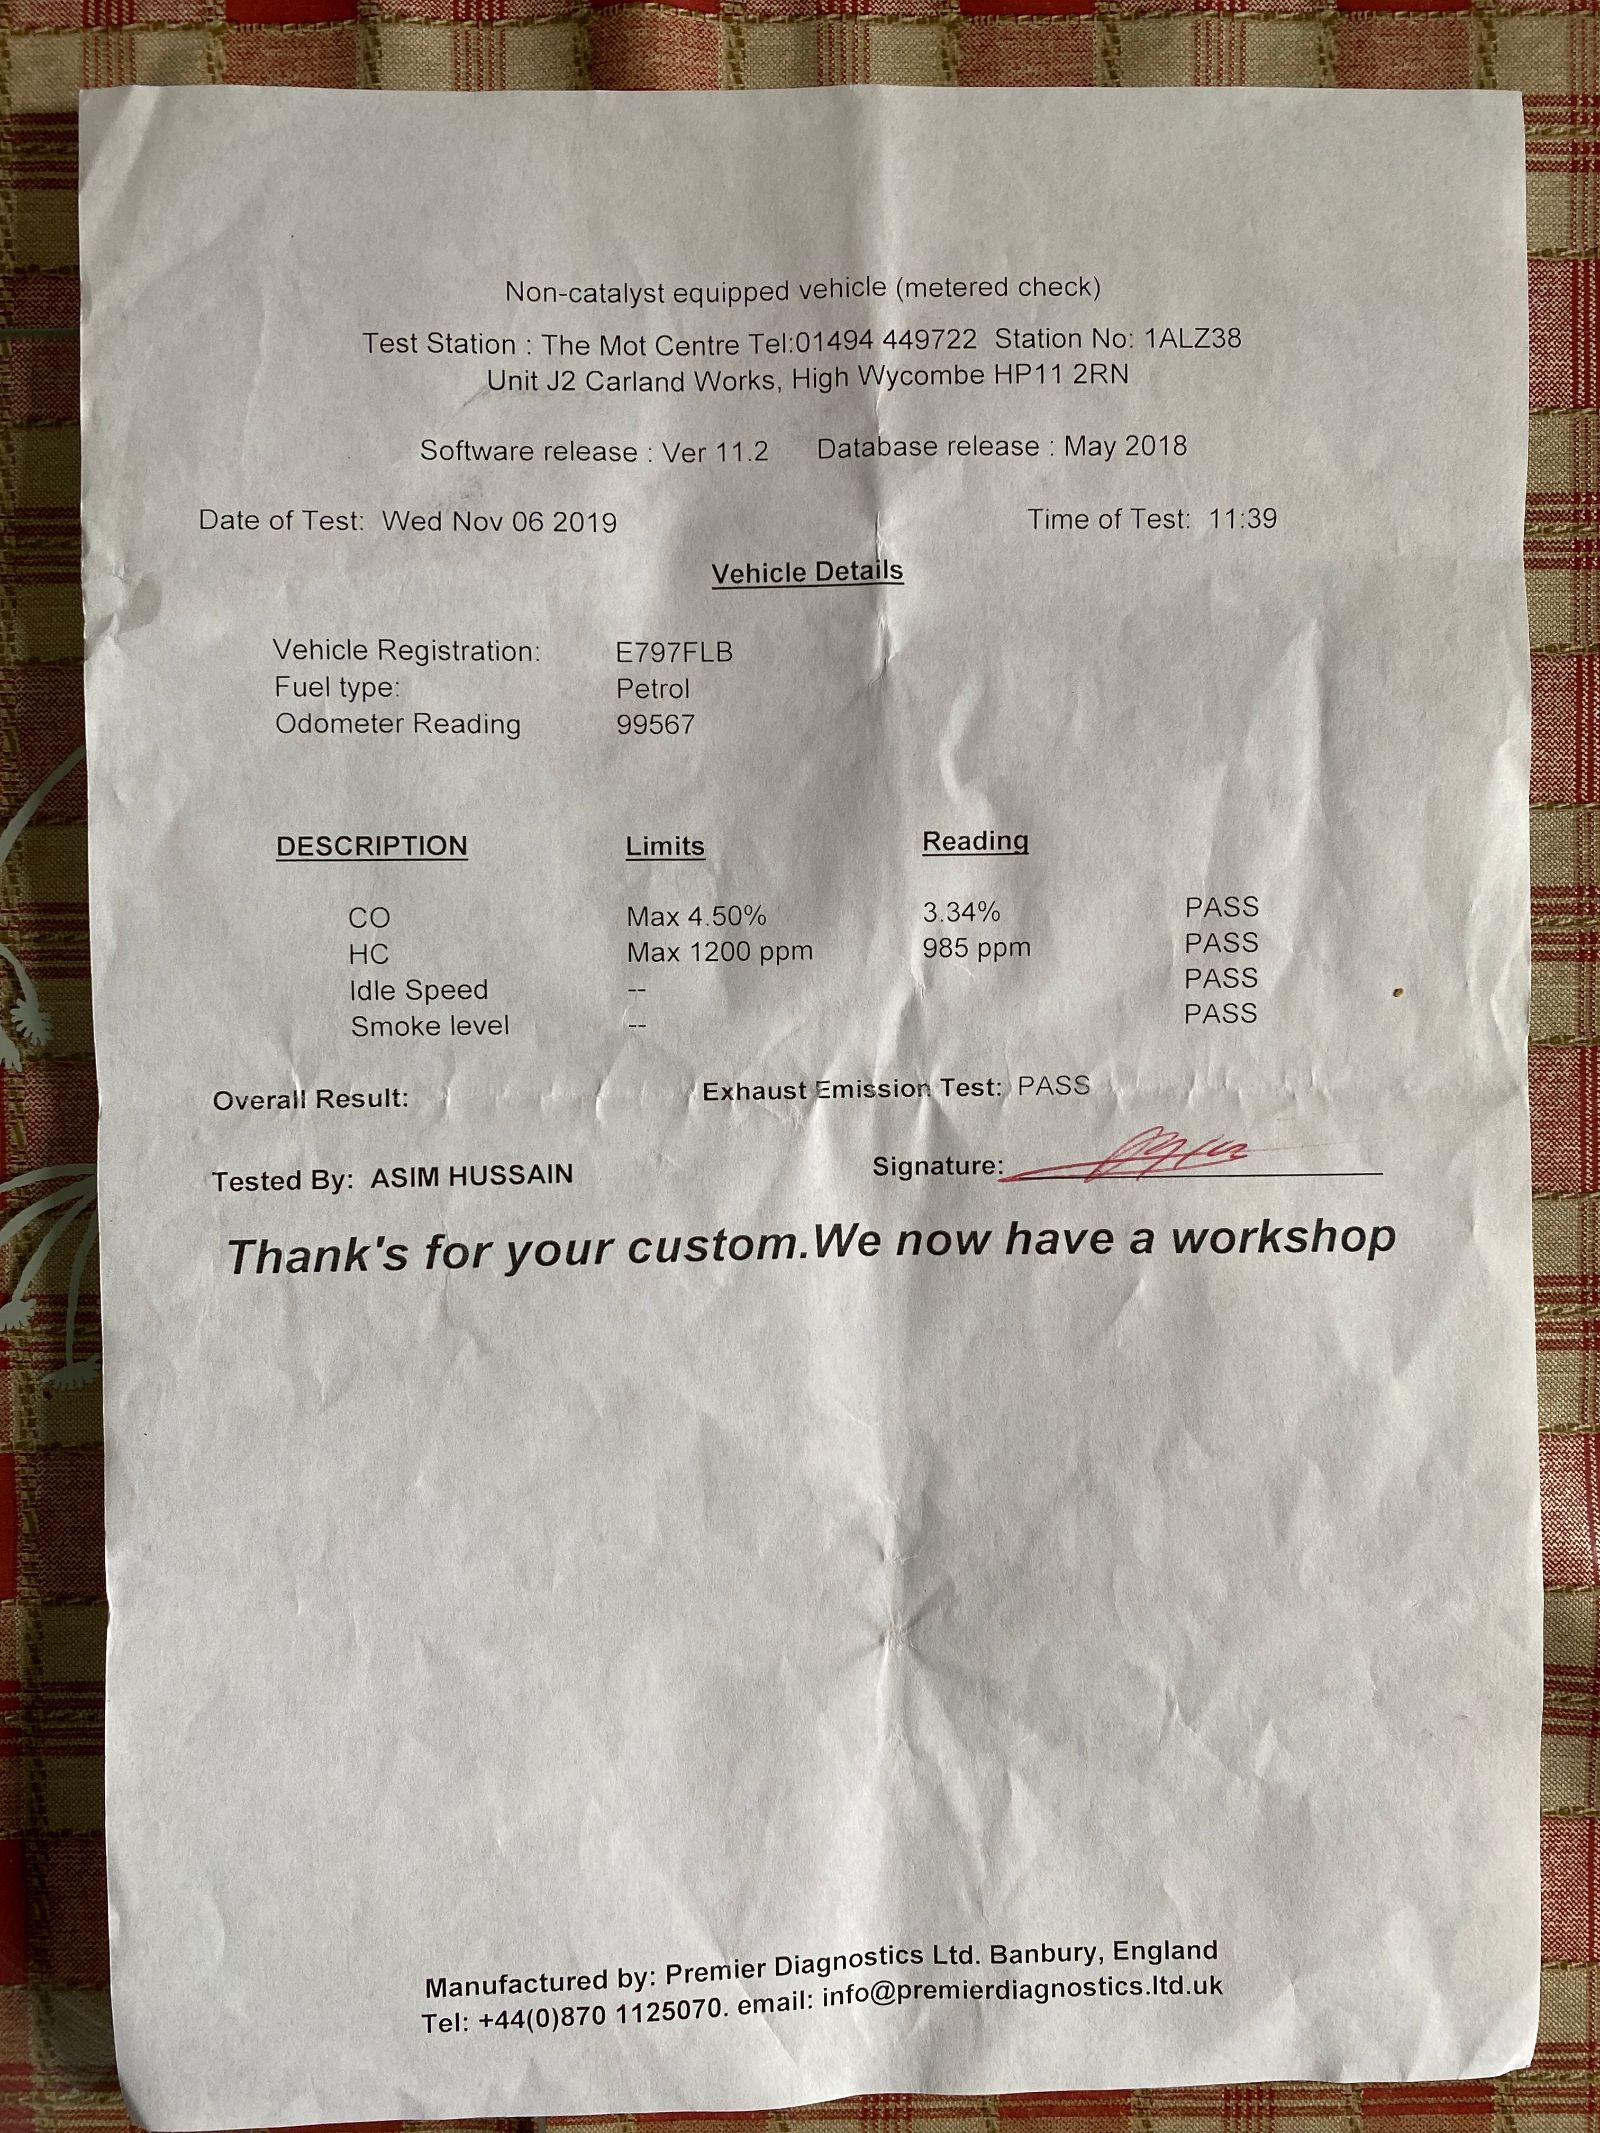 Non-catalyst equipped vehicle (metered check)
Test Station : The Mot Centre Tel:01494 449722 Station No: 1ALZ38
Unit J2 Carland Works, High Wycombe HP11 2RN
Software release : Ver 11.2 Database release : May 2018
Date of Test: Wed Nov 06 2019 Time of Test: 11:39
Vehicle Details
Vehicle Registration: E797FLB
Fuel type: Petrol
Odometer Reading 99567
DESCRIPTION Limits Reading
CO Max 4.50% 3.34% PASS
HC Max 1200 ppm 985 ppm PASS
Idle Speed -- PASS
Smoke level -- PASS
Overall Result: Exhaust Emission Test: PASS
Tested By: ASIM HUSSAIN Signature:
Thank's for your custom.We now have a workshop
Manufactured by: Premier Diagnostics Ltd. Banbury, England
Tel: +44(0)870 1125070. email: info@premierdiagnostics.ltd.uk